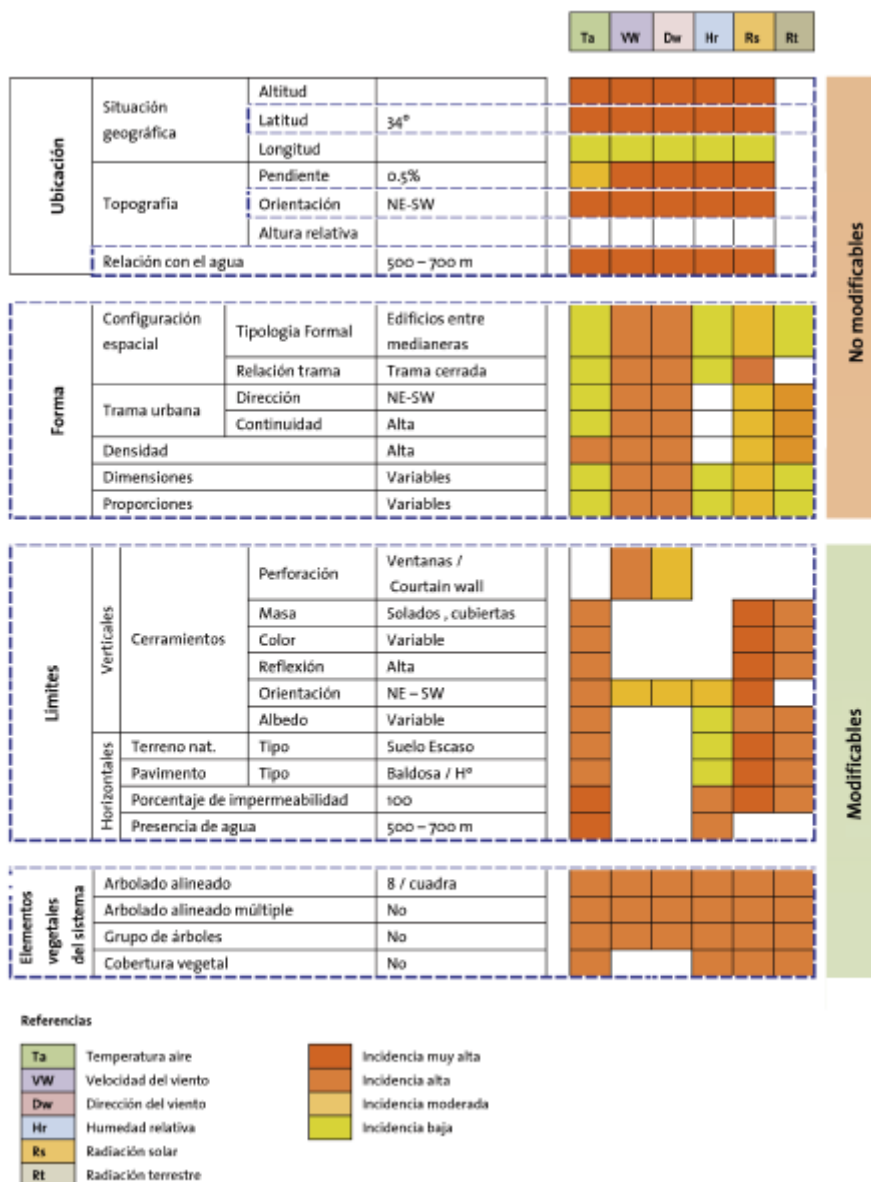 Ta VW Dw Hr Rs Rt
Ubicación
Situación
geográfica
Altitud
Latitud 34°
Longitud
Topografía
Pendiente 0.5%
Orientación NE-SW
Altura relativa
Relación con el agua 500 – 700 m
No modificables
Forma
Configuración
espacial
Tipología Formal
Edificios entre
medianeras
Relación trama Trama cerrada
Trama urbana
Dirección NE-SW
Continuidad Alta
Densidad Alta
Dimensiones Variables
Proporciones Variables
Limites
Verticales
Cerramientos
Perforación
Ventanas /
Courtain wall
Masa Solados , cubiertas
Color Variable
Reflexión Alta
Orientación NE – SW
Albedo Variable
Horizontales
Terreno nat. Tipo Suelo Escaso
Pavimento Tipo Baldosa / Hº
Porcentaje de impermeabilidad 100
Presencia de agua 500 – 700 m
Modificables
Elementos
vegetales
del sistema
Arbolado alineado 8 / cuadra
Arbolado alineado múltiple No
Grupo de árboles No
Cobertura vegetal No
Referencias
Ta Temperatura aire
VW Velocidad del viento
Dw Dirección del viento
Hr Humedad relativa
Rs Radiación solar
Rt Radiación terrestre
Incidencia muy alta
Incidencia alta
Incidencia moderada
Incidencia baja